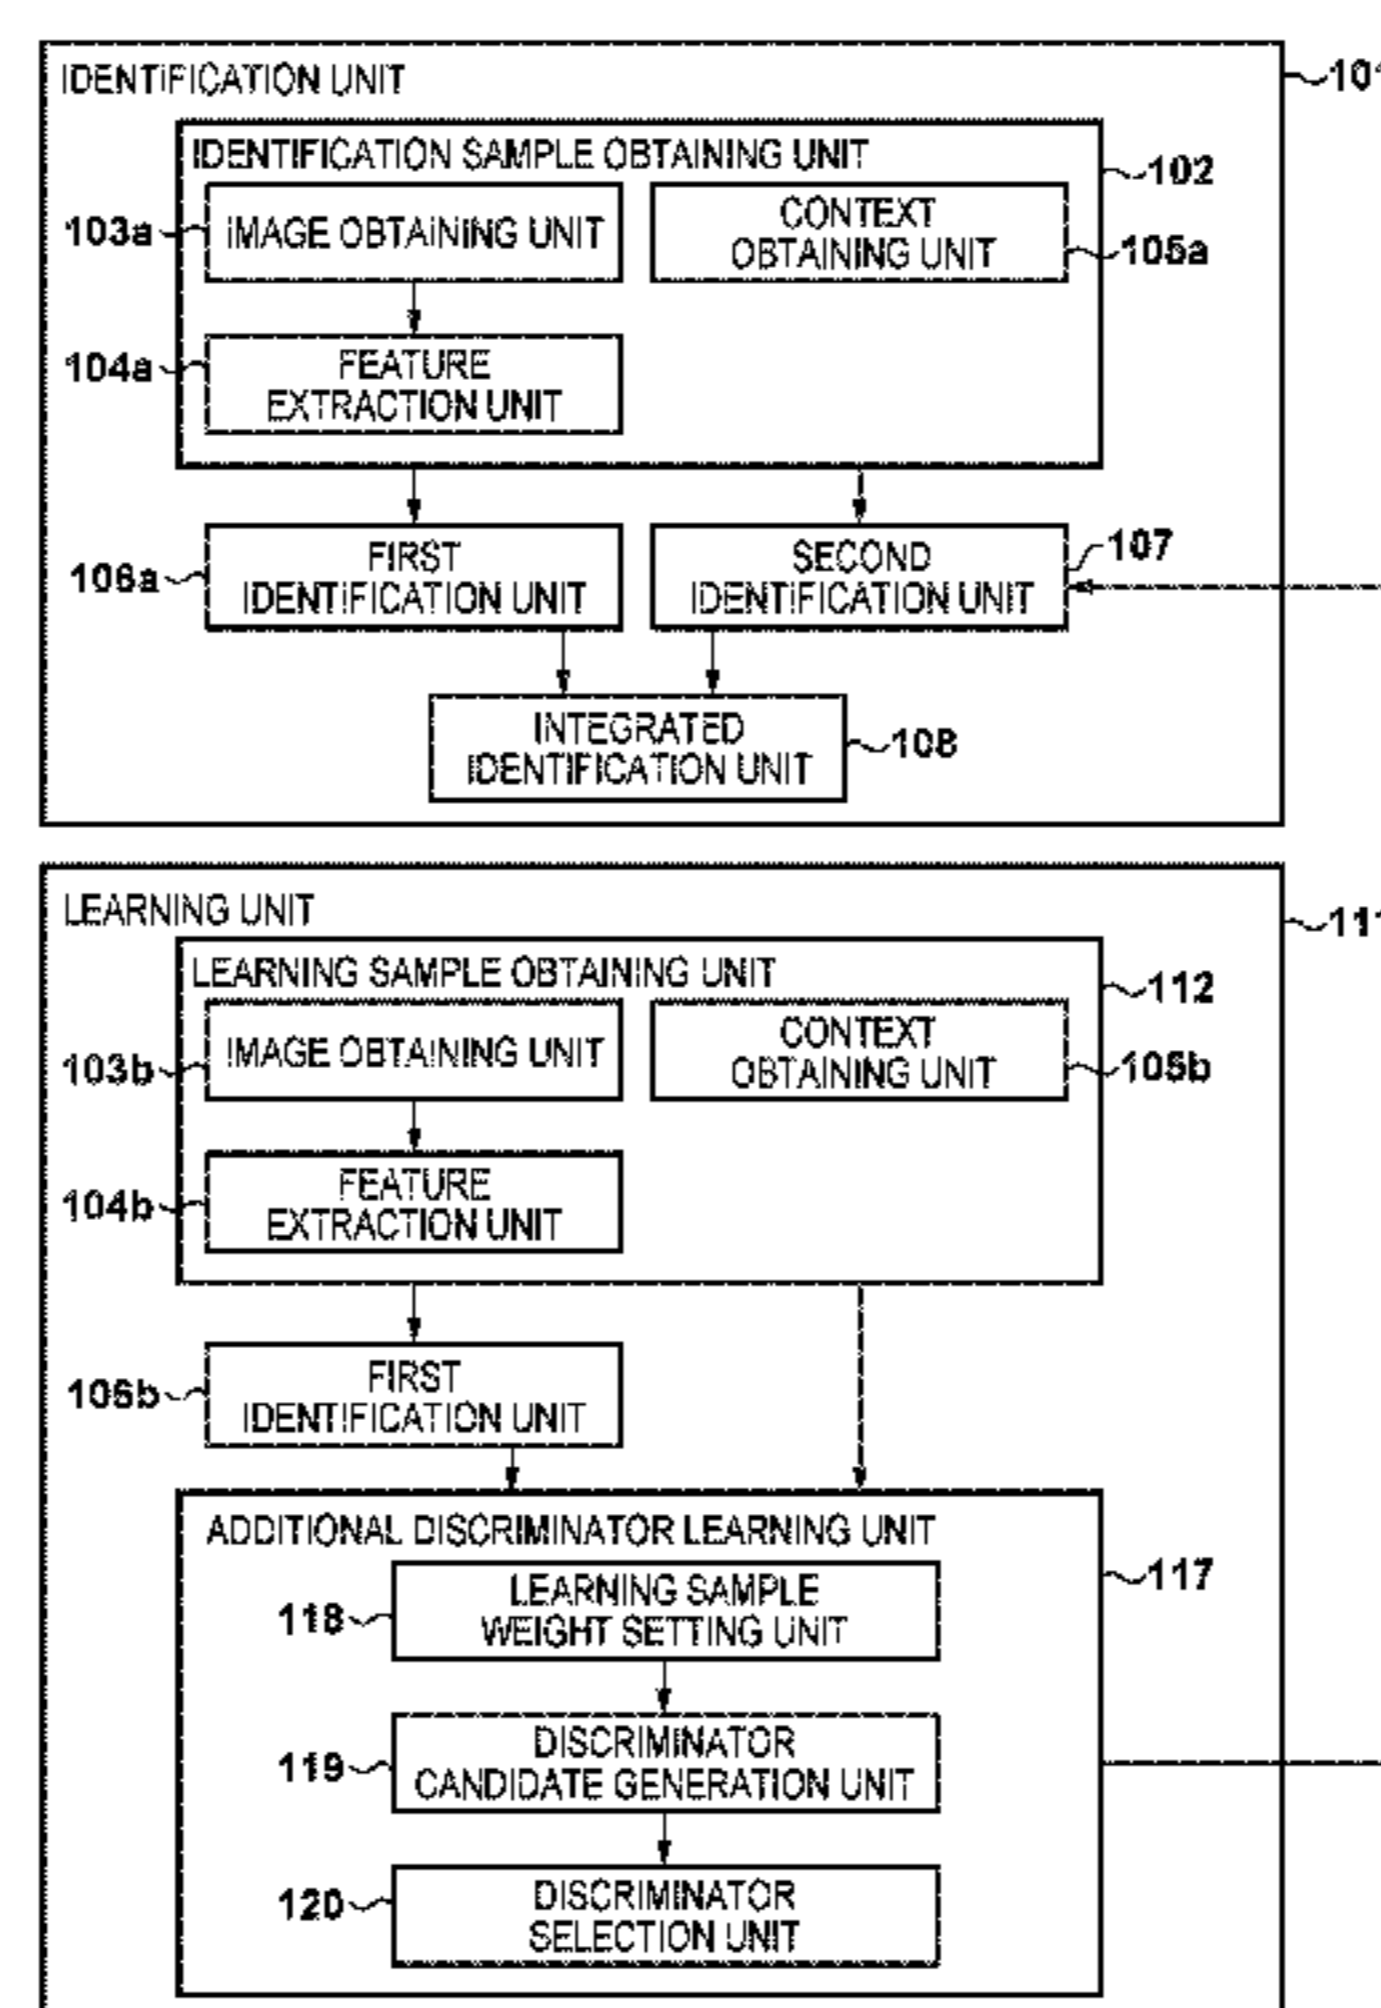 IDENTIFICATION UNIT
101
IDENTIFICATION SAMPLE OBTAINING UNIT
102
103a
IMAGE OBTAINING UNIT
CONTEXT
OBTAINING UNIT
105a
104a
FEATURE
EXTRACTION UNIT
106a
FIRST
IDENTIFICATION UNIT
SECOND
IDENTIFICATION UNIT
107
INTEGRATED
IDENTIFICATION UNIT
108
LEARNING UNIT
111
LEARNING SAMPLE OBTAINING UNIT
112
103b
IMAGE OBTAINING UNIT
CONTEXT
OBTAINING UNIT
105b
104b
FEATURE
EXTRACTION UNIT
106b
FIRST
IDENTIFICATION UNIT
ADDITIONAL DISCRIMINATOR LEARNING UNIT
117
118
LEARNING SAMPLE
WEIGHT SETTING UNIT
119
DISCRIMINATOR
CANDIDATE GENERATION UNIT
120
DISCRIMINATOR
SELECTION UNIT